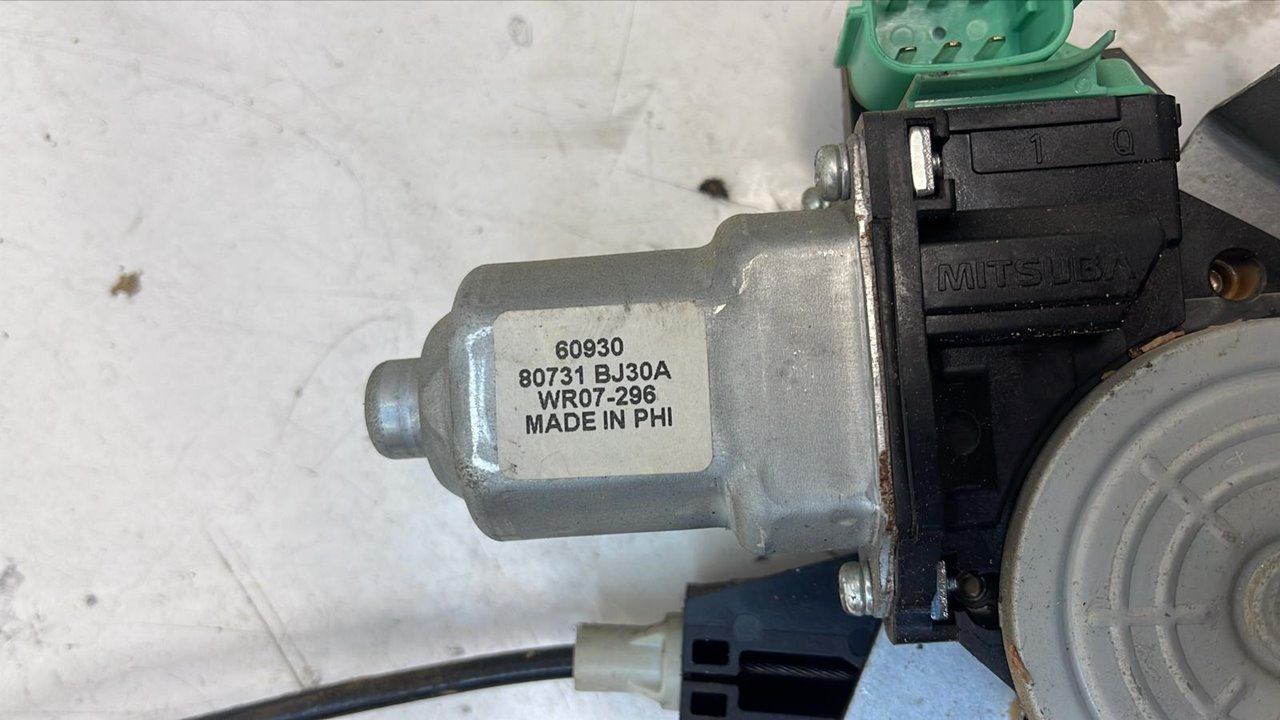 1 Q
MITSUBA
60930
80731 BJ30A
WR07-296
MADE IN PHI